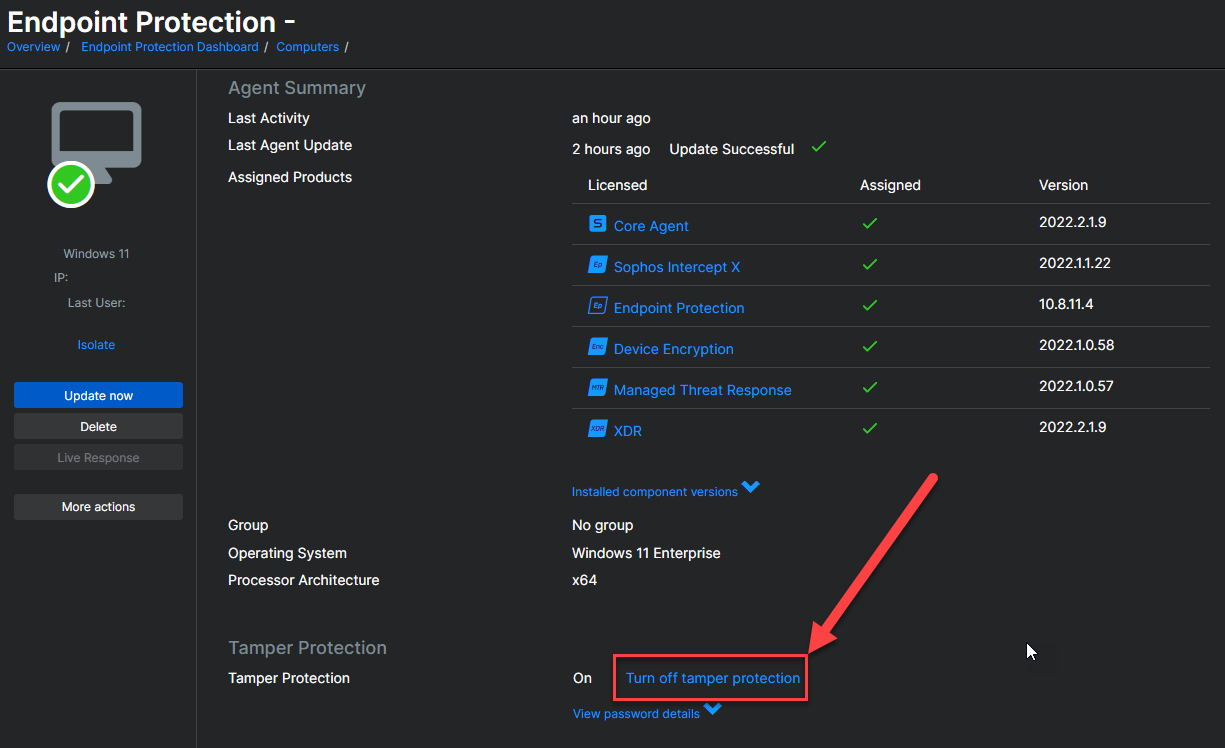 Endpoint Protection -
Overview / Endpoint Protection Dashboard / Computers /
Windows 11
IP:
Last User:
Isolate
Update now
Delete
Live Response
More actions
Agent Summary
Last Activity an hour ago
Last Agent Update 2 hours ago Update Successful
Assigned Products
Licensed Assigned Version
S Core Agent 2022.2.1.9
Ep Sophos Intercept X 2022.1.1.22
Ep Endpoint Protection 10.8.11.4
Enc Device Encryption 2022.1.0.58
MTR Managed Threat Response 2022.1.0.57
XDR XDR 2022.2.1.9
Installed component versions
Group No group
Operating System Windows 11 Enterprise
Processor Architecture x64
Tamper Protection
Tamper Protection On Turn off tamper protection
View password details